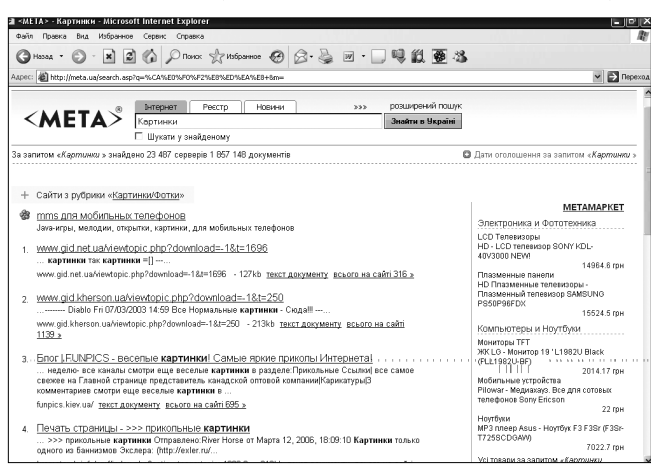 <МЕТА> - Картинки - Microsoft Internet Explorer
Файл Правка Вид Избранное Сервис Справка
Назад Поиск Избранное
Адрес: http://meta.ua/search.asp?q=%CA%E0%F0%F2%E8%ED%EA%E8+&m= Переход
<META>®
Інтернет Реєстр Новини >>> розширений пошук
Картинки Знайти в Україні
Шукати у знайденому
За запитом «Картинки » знайдено 23 487 серверів 1 857 148 документів Дати оголошення за запитом «Картинки »
Сайти з рубрики «Картинки/Фотки»
mms для мобильных телефонов
Java-игры, мелодии, открытки, картинки, для мобильных телефонов
1. www.gid.net.ua/viewtopic.php?download=-1&t=1696
... картинки так картинки =[] ---...
www.gid.net.ua/viewtopic.php?download=-1&t=1696 - 127kb текст документу всього на сайті 316 »
2. www.gid.kherson.ua/viewtopic.php?download=-1&t=250
...-------- Diablo Fri 07/03/2003 14:59 Все Нормальные картинки - Сюда!!! ---...
www.gid.kherson.ua/viewtopic.php?download=-1&t=250 - 213kb текст документу всього на сайті
1139 »
3. Блог |.FUNPICS - веселые картинки! Самые яркие приколы Интернета!
... неделю- все каналы смотри еще веселые картинки в разделе:Прикольные Ссылки| все самое
свежее на Главной странице представитель канадской оптовой компании|Карикатуры|3
комментариев смотри еще веселые картинки в ...
funpics.kiev.ua/ текст документу всього на сайті 695 »
4. Печать страницы - >>> прикольные картинки
... >>> прикольные картинки Отправлено:River Horse от Марта 12, 2006, 18:09:10 Картинки только
одного из баннизмов Экслера: (http://exler.ru/...
МЕТАМАРКЕТ
Электроника и Фототехника
LCD Телевизоры
HD - LCD телевизор SONY KDL-
40V3000 NEW!
14964.6 грн
Плазменные панели
HD Плазменные телевизоры -
Плазменный телевизор SAMSUNG
PS50P96FDX
15524.5 грн
Компьютеры и Ноутбуки
Мониторы TFT
ЖК LG - Монитор 19 ' L1982U Black
2014.17 грн
Мобильные устройства
Pilowar - Медиахауз. Все для сотовых
телефонов Sony Ericson
22 грн
Ноутбуки
MP3 плеер Asus - Ноутбук F3 F3Sr (F3Sr-
T725SCDGAW)
7022.7 грн
Усі товари за запитом «Картинки